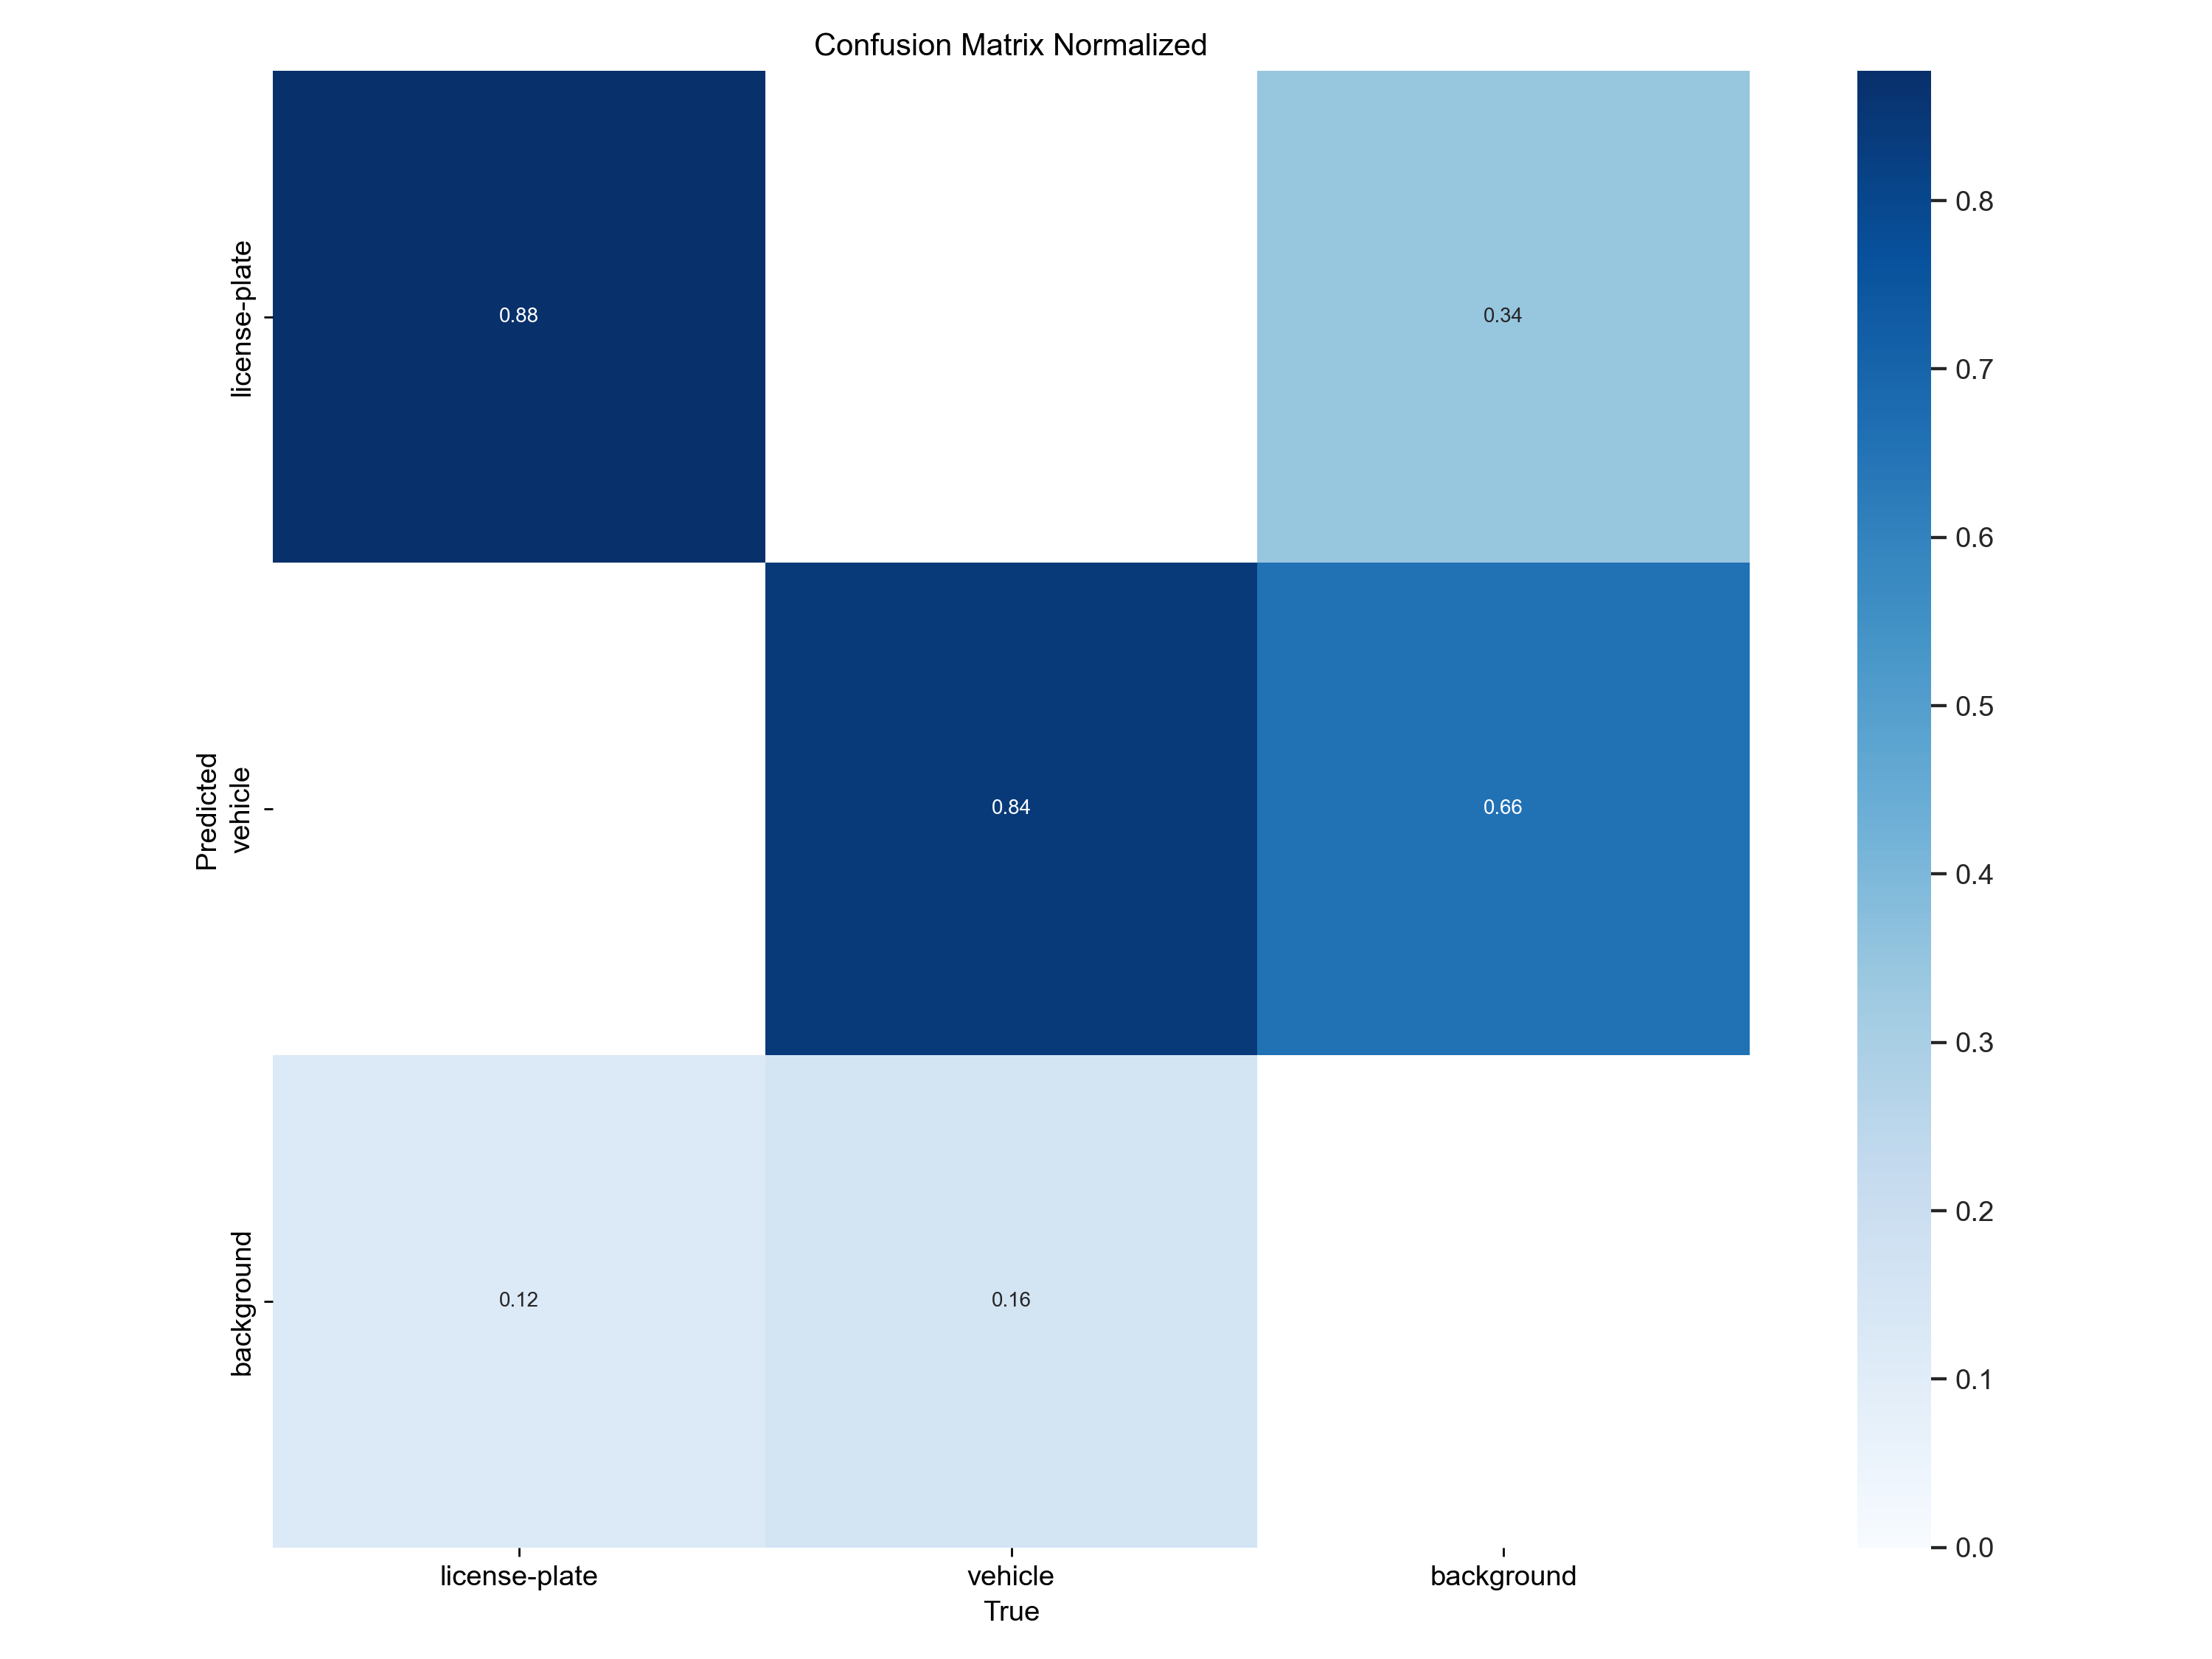 Confusion Matrix Normalized
license-plate
0.88
0.34
Predicted
vehicle
0.84
0.66
background
0.12
0.16
license-plate
vehicle
background
True
0.8
0.7
0.6
0.5
0.4
0.3
0.2
0.1
0.0